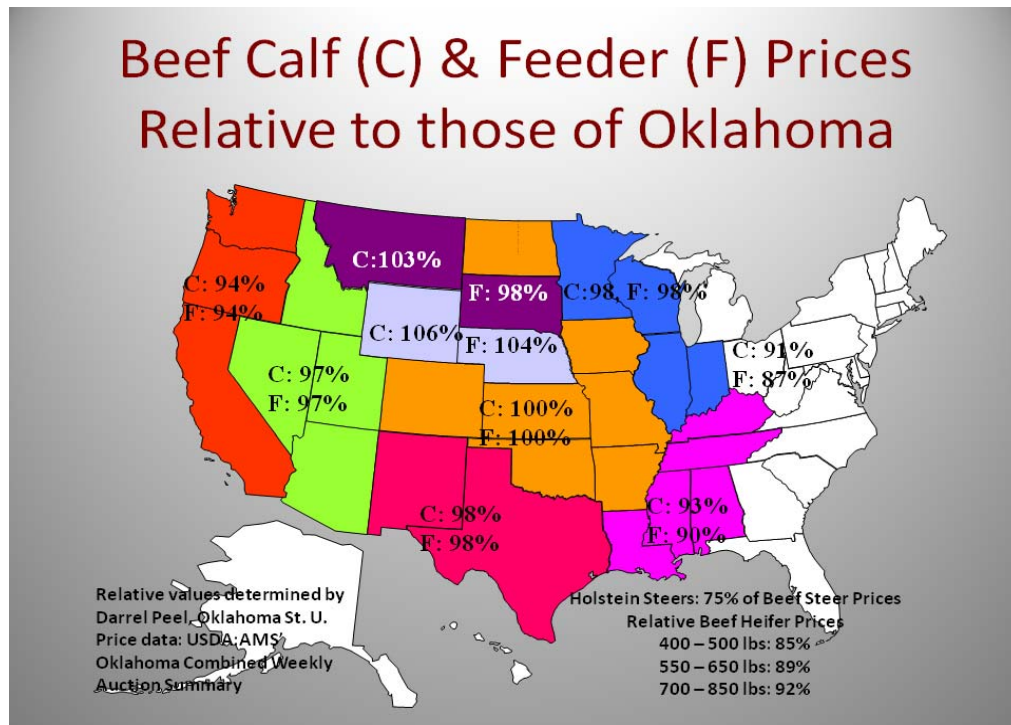 Beef Calf (C) & Feeder (F) Prices
Relative to those of Oklahoma
C:103%
C: 94%
F: 94%
F: 98%
C:98, F: 98%
C: 106%
F: 104%
C: 91%
F: 87%
C: 97%
F: 97%
C: 100%
F: 100%
C: 98%
F: 98%
C: 93%
F: 90%
Relative values determined by
Darrel Peel, Oklahoma St. U.
Price data: USDA;AMS
Oklahoma Combined Weekly
Auction Summary
Holstein Steers: 75% of Beef Steer Prices
Relative Beef Heifer Prices
400 – 500 lbs: 85%
550 – 650 lbs: 89%
700 – 850 lbs: 92%